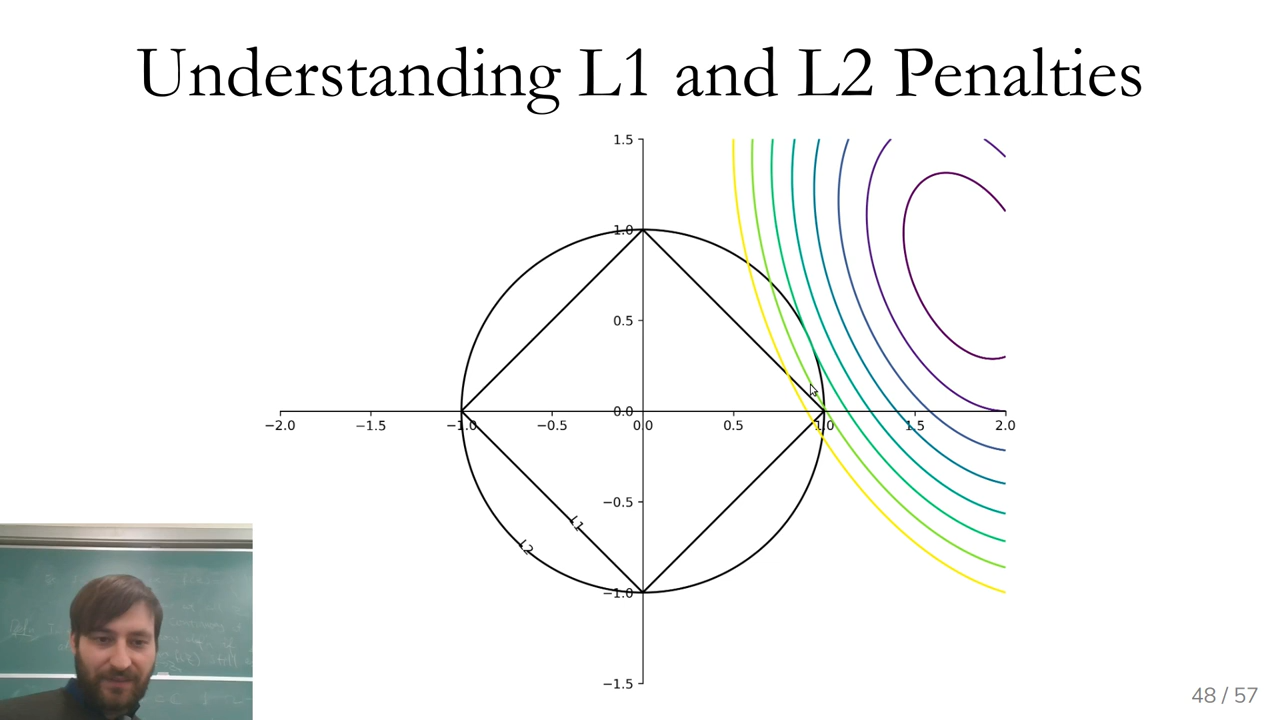 Understanding L1 and L2 Penalties
1.5
1.0
0.5
0.0
−2.0 −1.5 −1.0 −0.5 0.0 0.5 1.0 1.5 2.0
−0.5
L1
L2
−1.0
−1.5
48 / 57